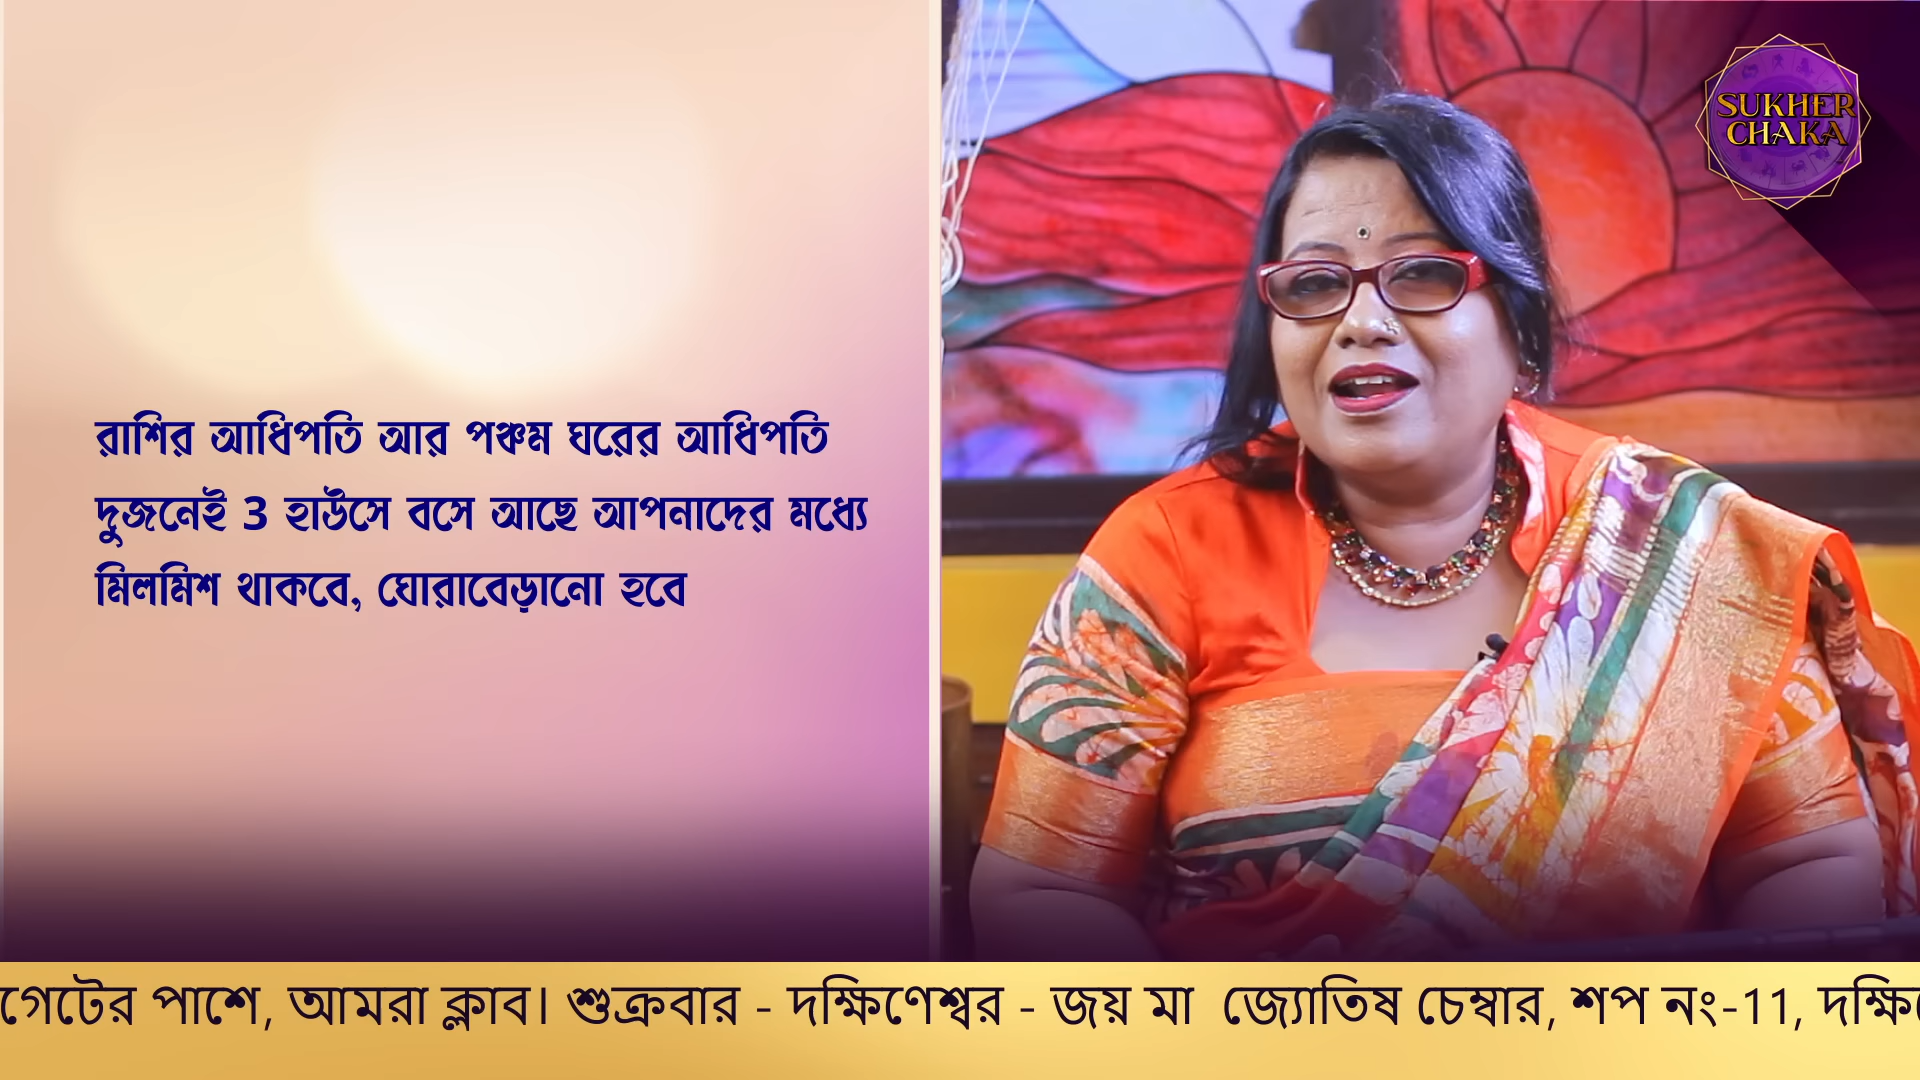 SUKHER
CHAKA
রাশির আধিপতি আর পঞ্চম ঘরের আধিপতি
দুজনেই 3 হাউসে বসে আছে আপনাদের মধ্যে
মিলমিশ থাকবে, ঘোরাবেড়ানো হবে
গেটের পাশে, আমরা ক্লাব। শুক্রবার - দক্ষিণেশ্বর - জয় মা জ্যোতিষ চেম্বার, শপ নং-11,